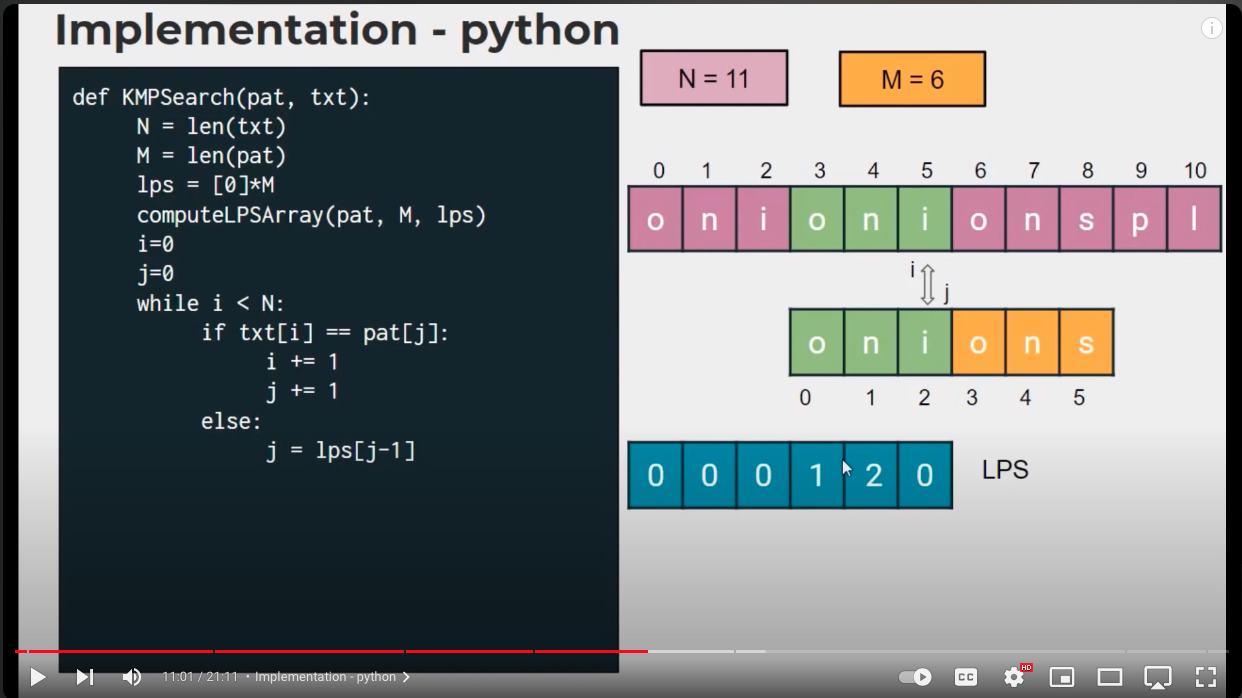 Implementation - python
def KMPSearch(pat, txt):
N = len(txt)
M = len(pat)
lps = [0]*M
computeLPSArray(pat, M, lps)
i=0
j=0
while i < N:
if txt[i] == pat[j]:
i += 1
j += 1
else:
j = lps[j-1]
N = 11
M = 6
0 1 2 3 4 5 6 7 8 9 10
o n i o n i o n s p l
i
j
o n i o n s
0 1 2 3 4 5
0 0 0 1 2 0
LPS
11:01 / 21:11 • Implementation - python
CC
HD
i